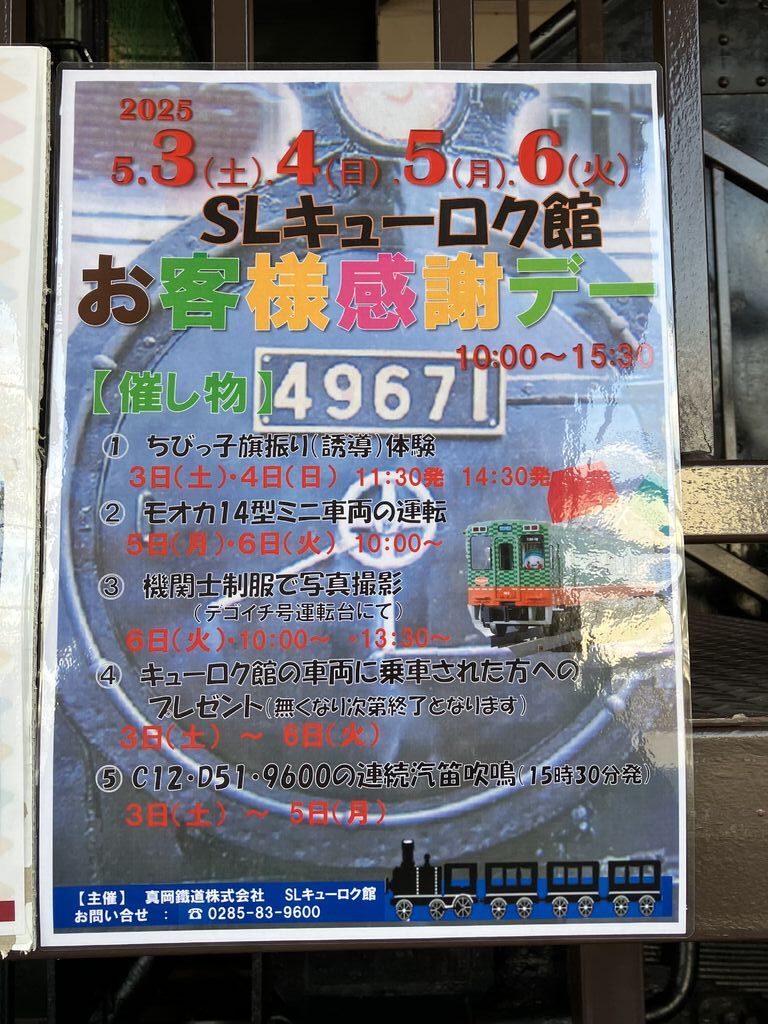 2025
5.3(土).4(日).5(月).6(火)
SLキューロク館
お客様感謝デー
10:00〜15:30
【催し物】
49671
① ちびっ子旗振り(誘導)体験
3日(土)・4日(日) 11:30発 14:30発
② モオカ14型ミニ車両の運転
5日(月)・6日(火) 10:00〜
③ 機関士制服で写真撮影
(デコイチ号運転台にて)
6日(火)・10:00〜 ・13:30〜
④ キューロク館の車両に乗車された方への
プレゼント(無くなり次第終了となります)
3日(土) 〜 6日(火)
⑤ C12・D51・9600の連続汽笛吹鳴(15時30分発)
3日(土) 〜 5日(月)
【主催】 真岡鐵道株式会社 SLキューロク館
お問い合せ : ☎0285-83-9600